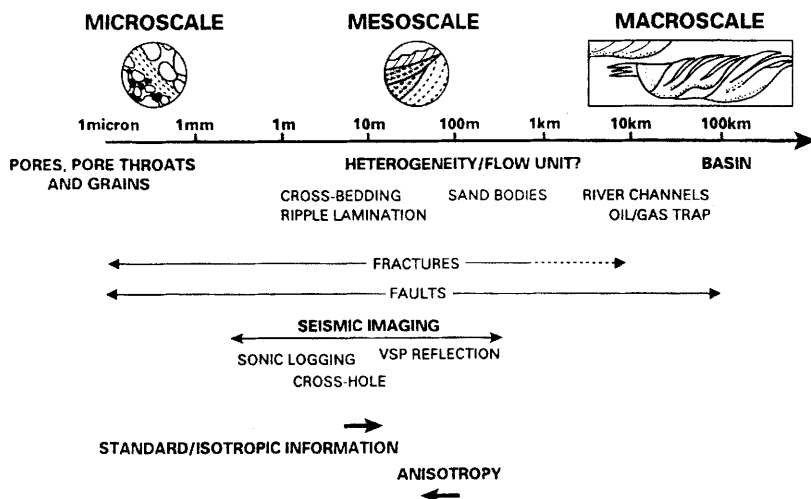 MICROSCALE MESOSCALE MACROSCALE
1micron 1mm 1m 10m 100m 1km 10km 100km
PORES, PORE THROATS HETEROGENEITY/FLOW UNIT? BASIN
AND GRAINS
CROSS-BEDDING SAND BODIES RIVER CHANNELS
RIPPLE LAMINATION OIL/GAS TRAP
FRACTURES
FAULTS
SEISMIC IMAGING
SONIC LOGGING VSP REFLECTION
CROSS-HOLE
STANDARD/ISOTROPIC INFORMATION
ANISOTROPY